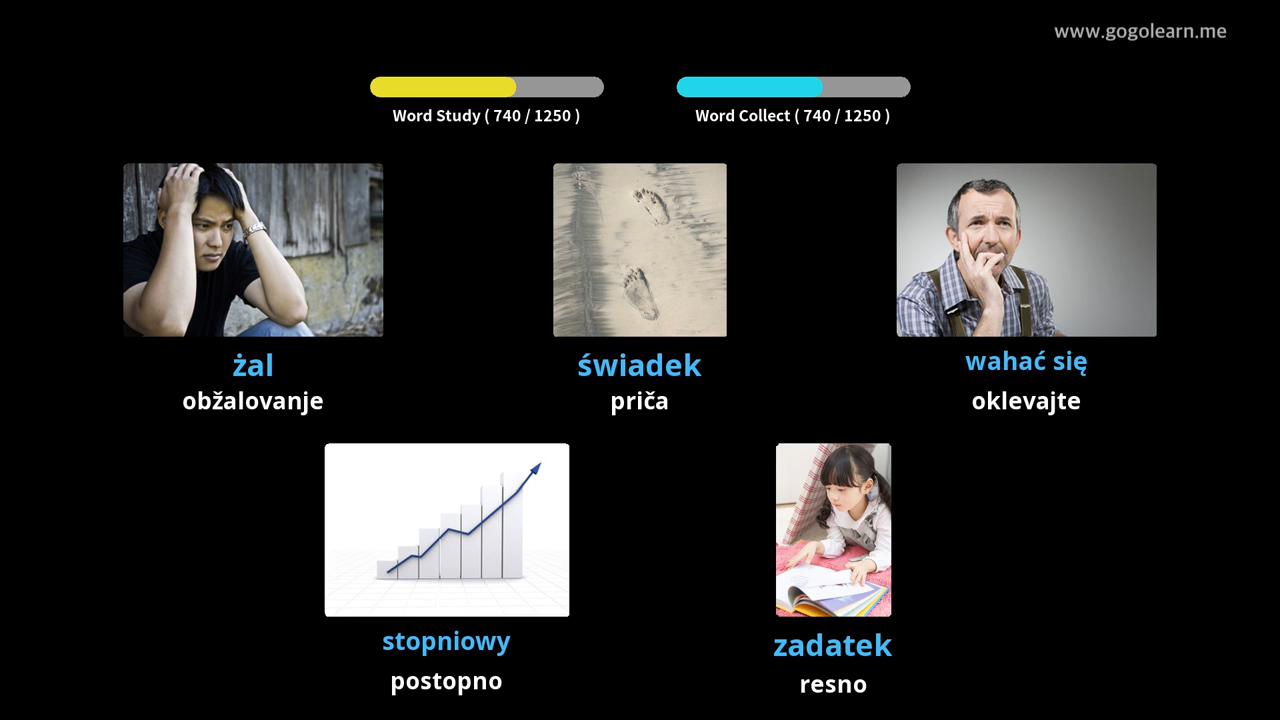 www.gogolearn.me
Word Study ( 740 / 1250 )
Word Collect ( 740 / 1250 )
żal
obžalovanje
świadek
priča
wahać się
oklevajte
stopniowy
postopno
zadatek
resno